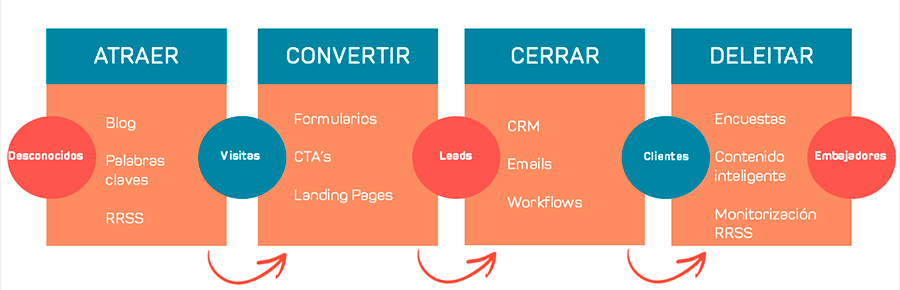 ATRAER
CONVERTIR
CERRAR
DELEITAR
Desconocidos
Blog
Palabras
claves
RRSS
Visitas
Formularios
CTA's
Landing Pages
Leads
CRM
Emails
Workflows
Clientes
Encuestas
Contenido
inteligente
Monitorización
RRSS
Embajadores